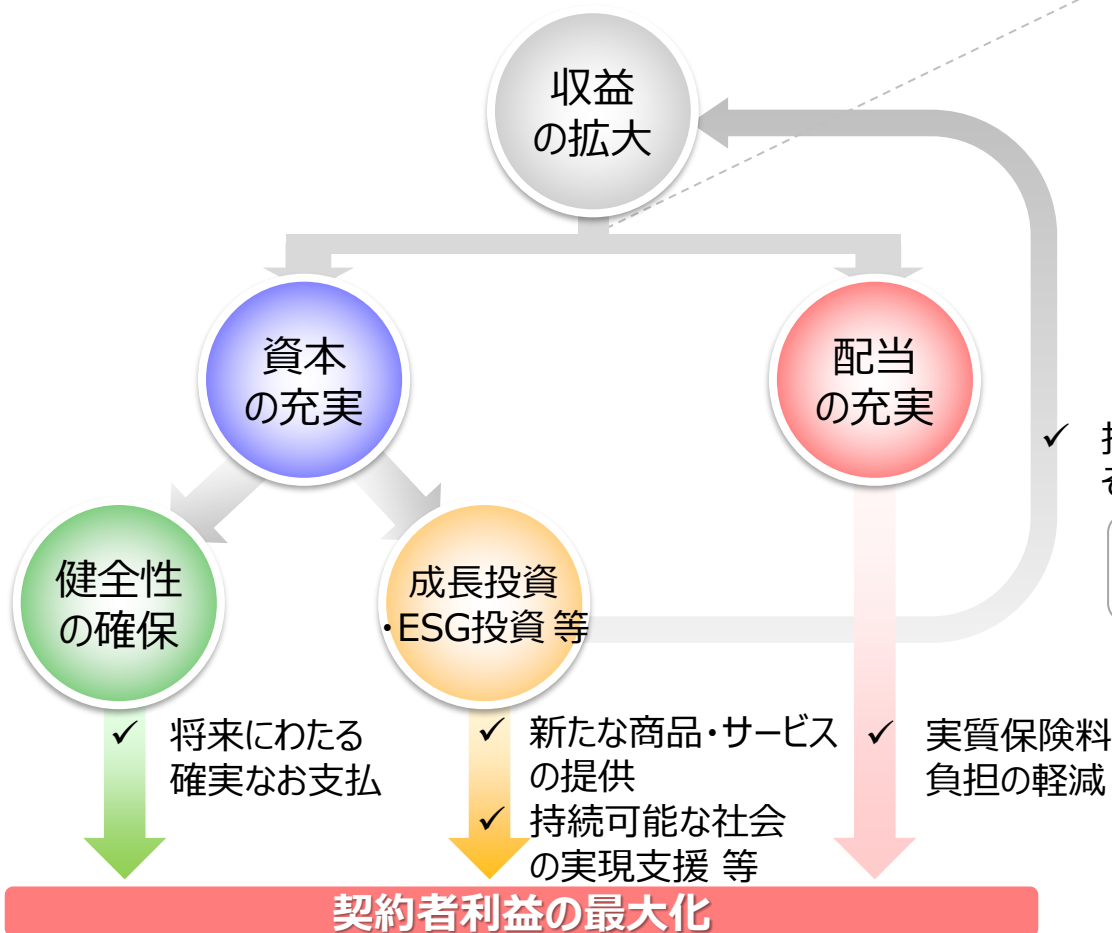 収益
の拡大
資本
の充実
配当
の充実
健全性
の確保
成長投資
・ESG投資 等
✓ 将来にわたる
確実なお支払
✓ 新たな商品・サービス
の提供
✓ 持続可能な社会
の実現支援 等
✓ 実質保険料
負担の軽減
✓
契約者利益の最大化